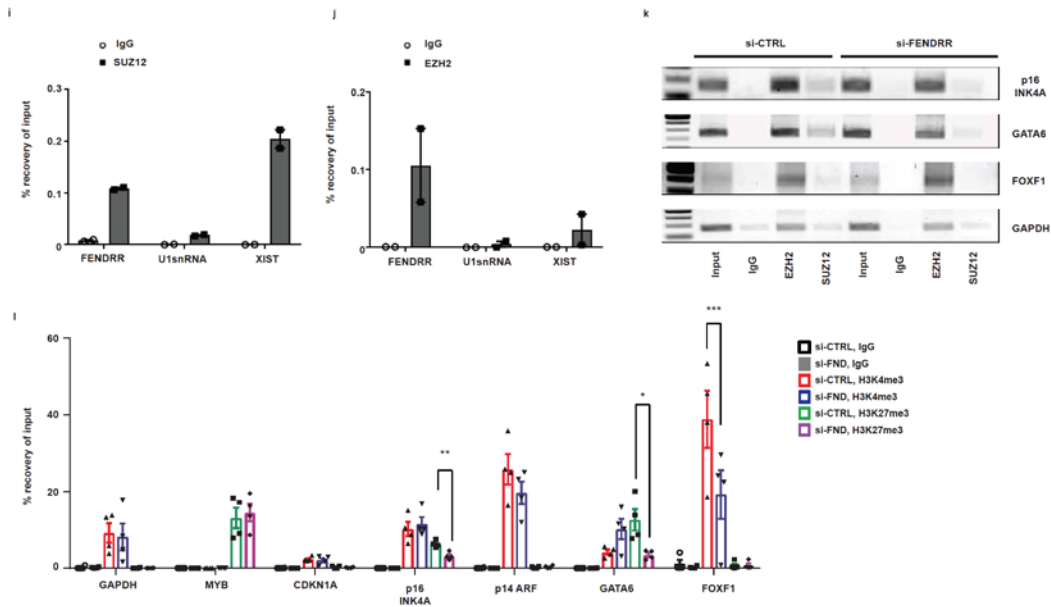 i
IgG
SUZ12
% recovery of input
0.3
0.2
0.1
0
FENDRR U1snRNA XIST
j
IgG
EZH2
% recovery of input
0.2
0.1
0
FENDRR U1snRNA XIST
k
si-CTRL si-FENDRR
p16
INK4A
GATA6
FOXF1
GAPDH
Input IgG EZH2 SUZ12 Input IgG EZH2 SUZ12
l
% recovery of input
60
40
20
0
** * ***
GAPDH MYB CDKN1A p16 INK4A p14 ARF GATA6 FOXF1
si-CTRL, IgG
si-FND, IgG
si-CTRL, H3K4me3
si-FND, H3K4me3
si-CTRL, H3K27me3
si-FND, H3K27me3